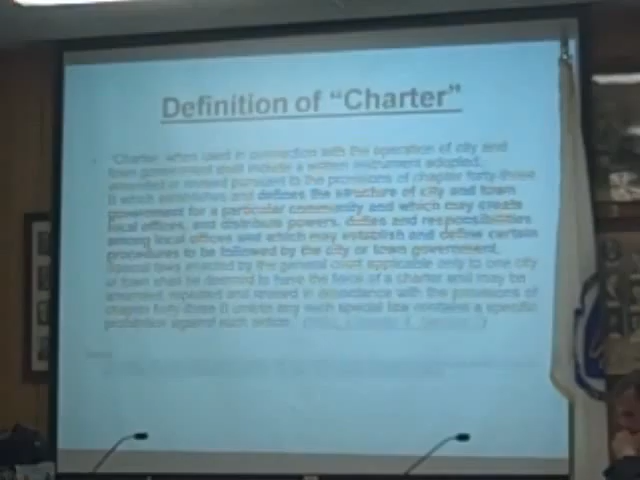 Definition of "Charter"
"Charter, when used in connection with the operation of city and
town government shall include a written instrument adopted,
amended or revised pursuant to the provisions of chapter forty-three
B which establishes and defines the structure of city and town
government for a particular community and which may create
local offices, and distribute powers, duties and responsibilities
among local offices and which may establish and define certain
procedures to be followed by the city or town government.
Special laws enacted by the general court applicable only to one city
or town shall be deemed to have the force of a charter and may be
amended, repealed and revised in accordance with the provisions of
chapter forty-three B unless any such special law contains a specific
prohibition against such action.